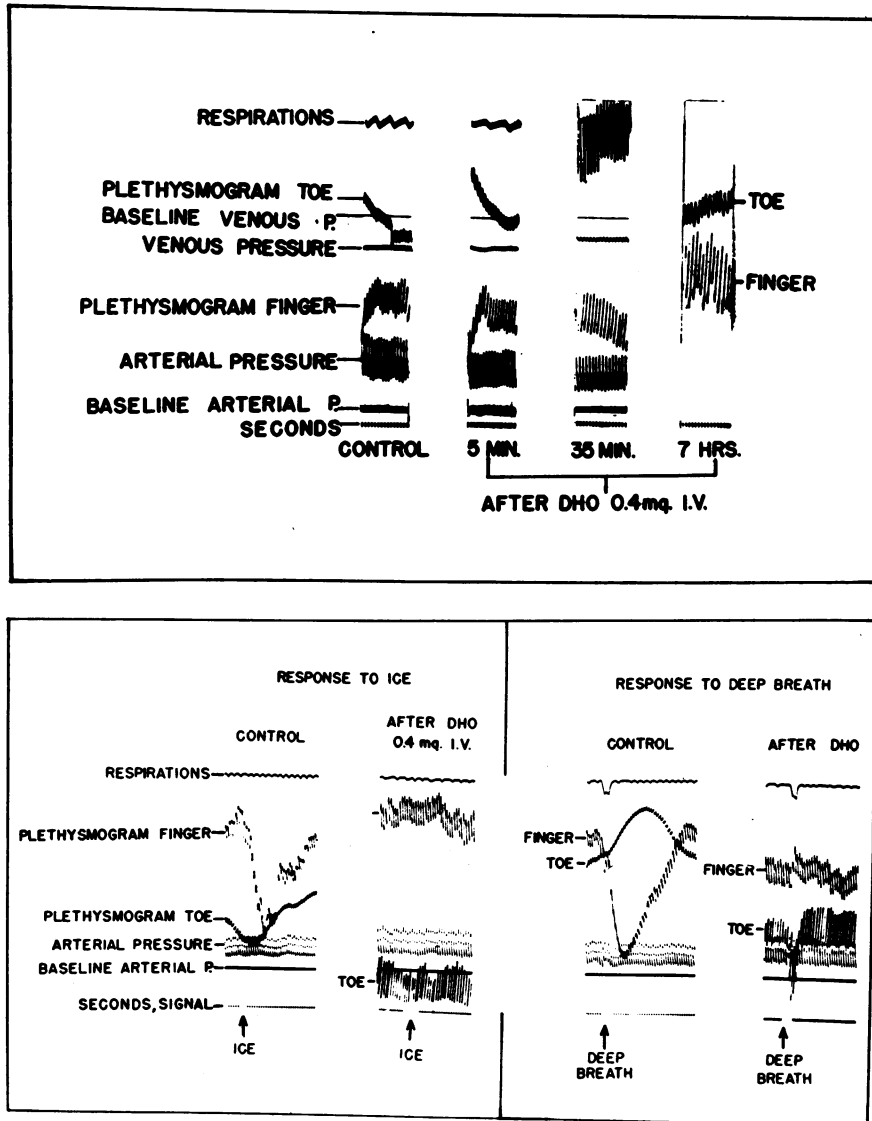 RESPIRATIONS
PLETHYSMOGRAM TOE
BASELINE VENOUS P.
VENOUS PRESSURE
TOE
PLETHYSMOGRAM FINGER
FINGER
ARTERIAL PRESSURE
BASELINE ARTERIAL P.
SECONDS
CONTROL 5 MIN. 35 MIN. 7 HRS.
AFTER DHO 0.4mq. I.V.
RESPONSE TO ICE
CONTROL
AFTER DHO
0.4 mq. I.V.
RESPIRATIONS
PLETHYSMOGRAM FINGER
PLETHYSMOGRAM TOE
ARTERIAL PRESSURE
BASELINE ARTERIAL P.
TOE
SECONDS, SIGNAL
ICE
ICE
RESPONSE TO DEEP BREATH
CONTROL
AFTER DHO
FINGER
TOE
FINGER
TOE
DEEP
BREATH
DEEP
BREATH